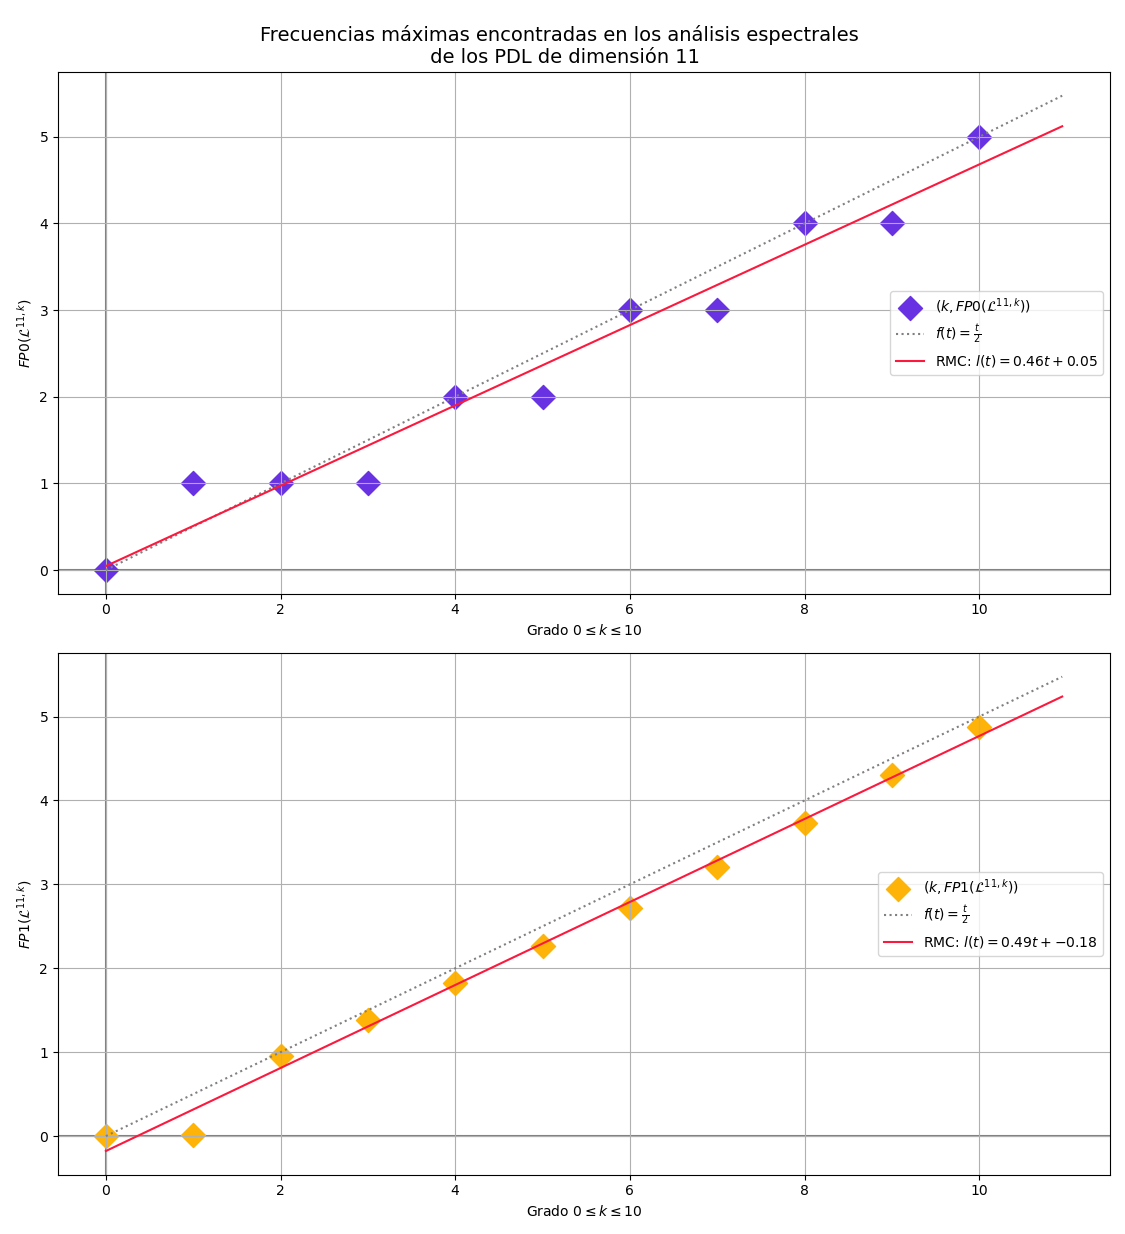 Frecuencias máximas encontradas en los análisis espectrales
de los PDL de dimensión 11
5
4
3
2
1
0
FP0(ℒ^{11,k})
(k, FP0(ℒ^{11,k}))
f(t) = t/2
RMC: l(t) = 0.46t + 0.05
0 2 4 6 8 10
Grado 0 ≤ k ≤ 10
5
4
3
2
1
0
FP1(ℒ^{11,k})
(k, FP1(ℒ^{11,k}))
f(t) = t/2
RMC: l(t) = 0.49t + −0.18
0 2 4 6 8 10
Grado 0 ≤ k ≤ 10